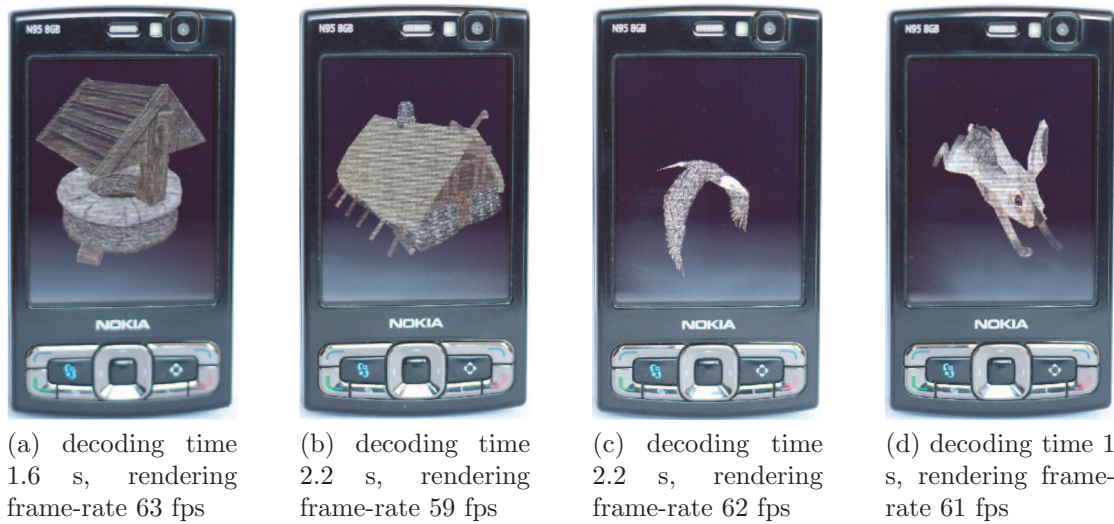 N95 8GB
N95 8GB
N95 8GB
N95 8GB
NOKIA
NOKIA
NOKIA
NOKIA
(a) decoding time
1.6 s, rendering
frame-rate 63 fps
(b) decoding time
2.2 s, rendering
frame-rate 59 fps
(c) decoding time
2.2 s, rendering
frame-rate 62 fps
(d) decoding time 1
s, rendering frame-
rate 61 fps